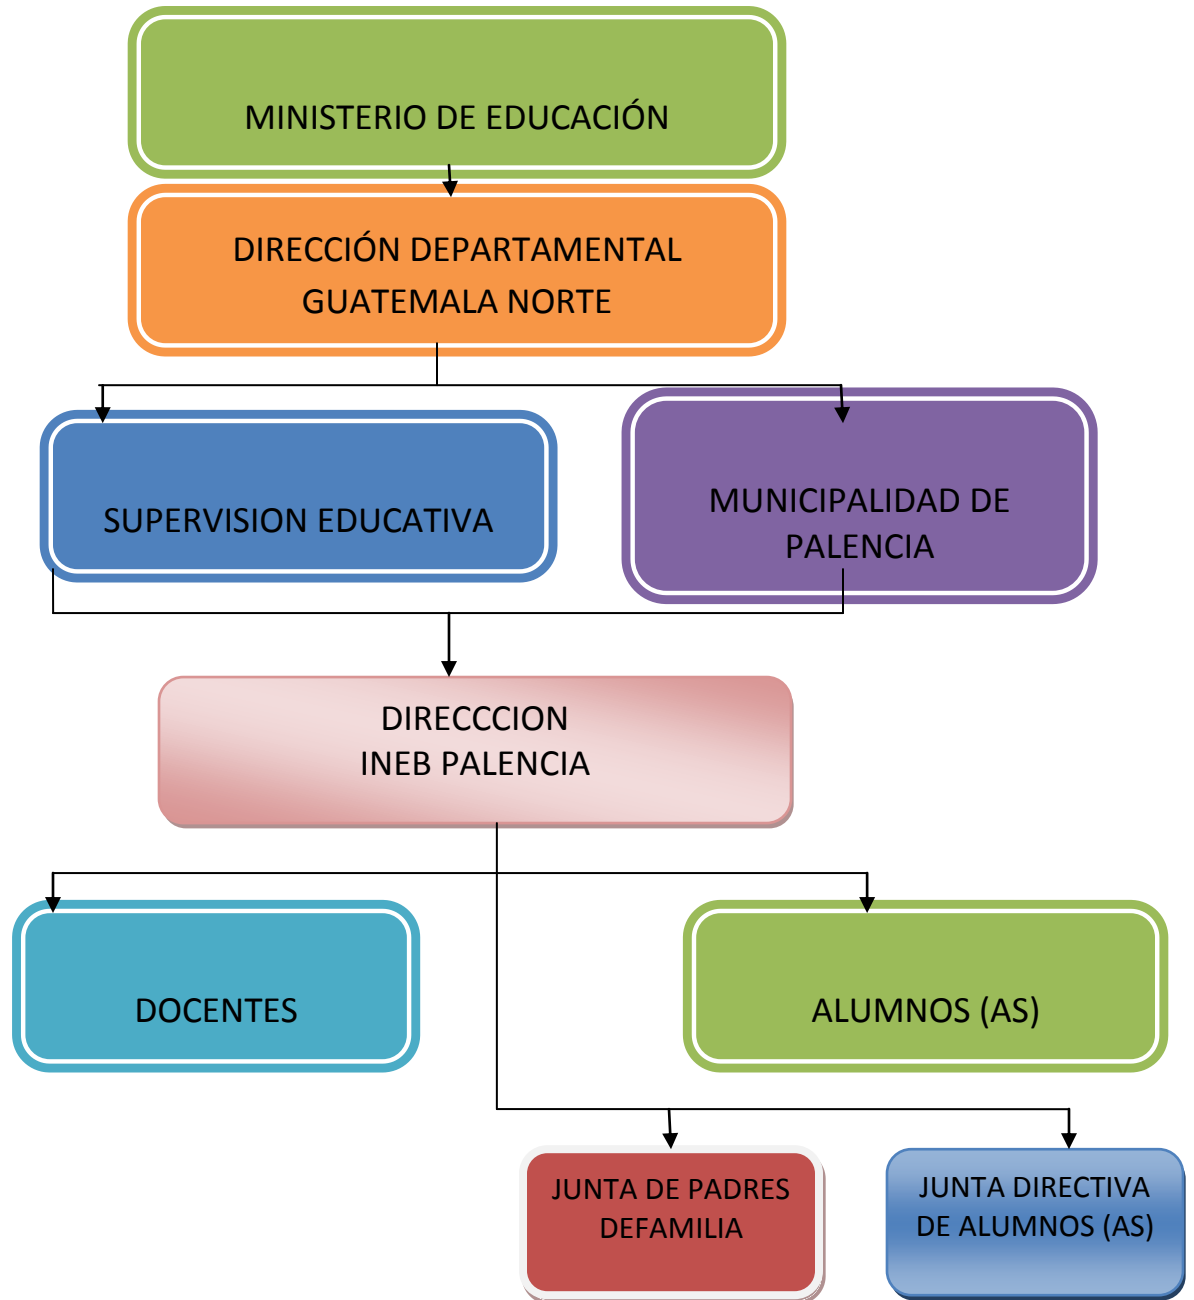 MINISTERIO DE EDUCACIÓN
DIRECCIÓN DEPARTAMENTAL
GUATEMALA NORTE
SUPERVISION EDUCATIVA
MUNICIPALIDAD DE
PALENCIA
DIRECCCION
INEB PALENCIA
DOCENTES
ALUMNOS (AS)
JUNTA DE PADRES
DEFAMILIA
JUNTA DIRECTIVA
DE ALUMNOS (AS)